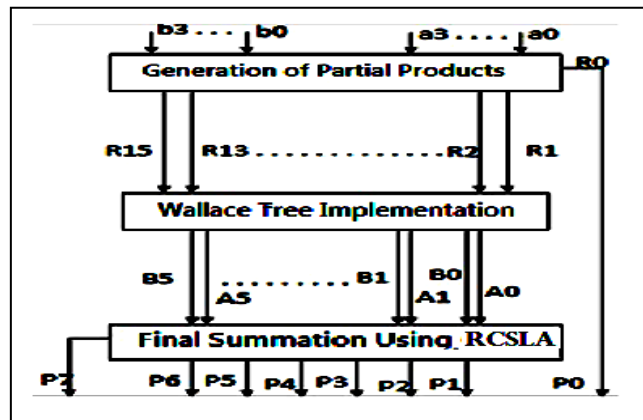 b3 . . . b0 a3 . . . . a0
Generation of Partial Products R0
R15 R13 . . . . . . . . . . . . . . R2 R1
Wallace Tree Implementation
B5 . . . . . . . . . B1 B0
A5 A1 A0
Final Summation Using RCSLA
P7 P6 P5 P4 P3 P2 P1 P0